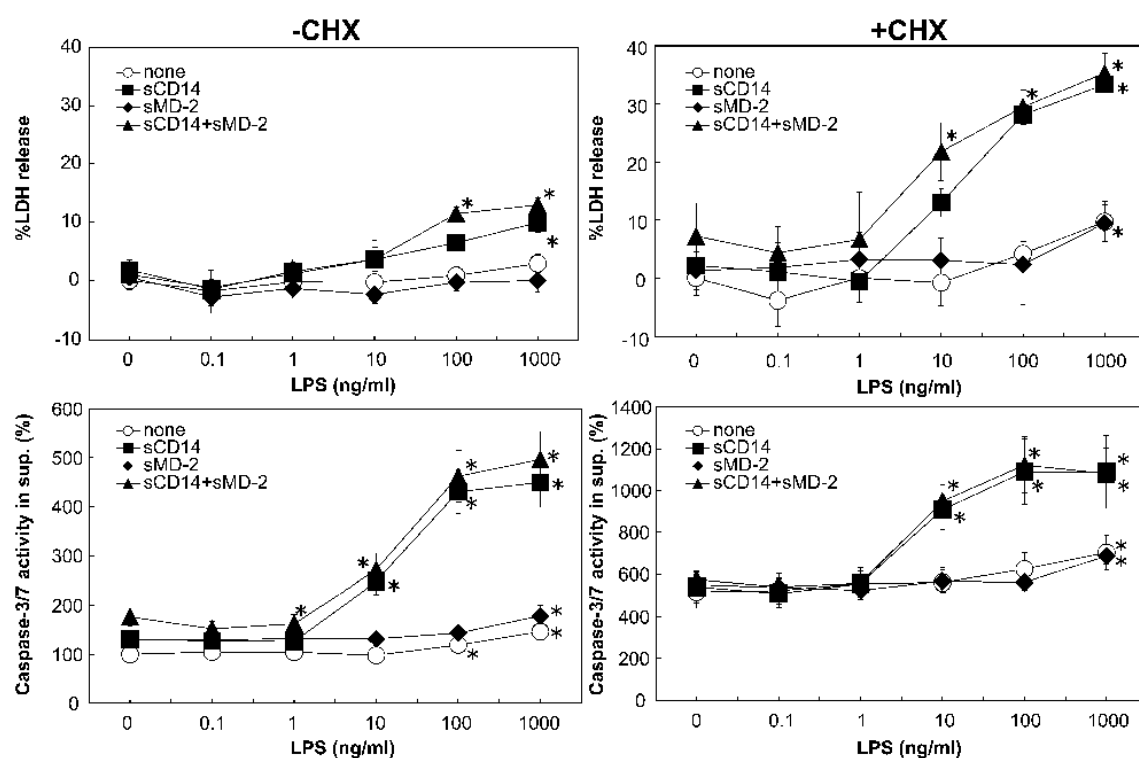 -CHX
40
30
20
10
0
-10
%LDH release
none
sCD14
sMD-2
sCD14+sMD-2
* * *
0 0.1 1 10 100 1000
LPS (ng/ml)
+CHX
40
30
20
10
0
-10
%LDH release
none
sCD14
sMD-2
sCD14+sMD-2
* * * * *
0 0.1 1 10 100 1000
LPS (ng/ml)
600
500
400
300
200
100
0
Caspase-3/7 activity in sup. (%)
none
sCD14
sMD-2
sCD14+sMD-2
* * * * * * * * * *
0 0.1 1 10 100 1000
LPS (ng/ml)
1400
1200
1000
800
600
400
200
0
Caspase-3/7 activity in sup. (%)
none
sCD14
sMD-2
sCD14+sMD-2
* * * * * * * *
0 0.1 1 10 100 1000
LPS (ng/ml)